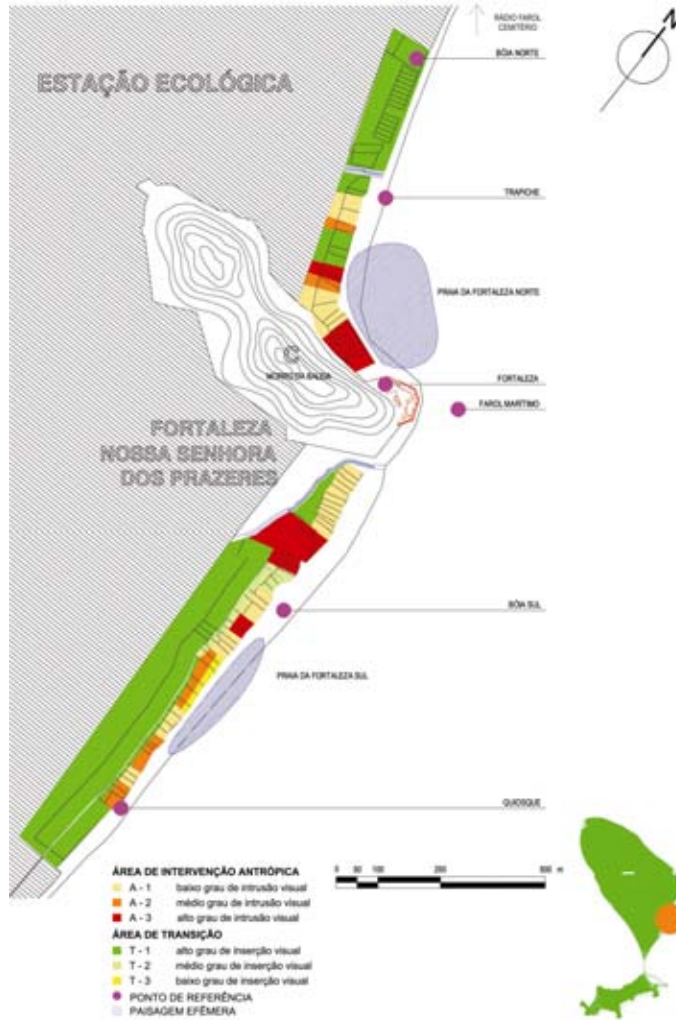 RÁDIO FAROL
CEMITÉRIO
N
BÓIA NORTE
ESTAÇÃO ECOLÓGICA
TRAPICHE
PRAIA DA FORTALEZA NORTE
C
MORRO DA BALEIA
FORTALEZA
FAROL MARÍTIMO
FORTALEZA
NOSSA SENHORA
DOS PRAZERES
BÓIA SUL
PRAIA DA FORTALEZA SUL
QUIOSQUE
ÁREA DE INTERVENÇÃO ANTRÓPICA
A - 1 baixo grau de intrusão visual
A - 2 médio grau de intrusão visual
A - 3 alto grau de intrusão visual
ÁREA DE TRANSIÇÃO
T - 1 alto grau de inserção visual
T - 2 médio grau de inserção visual
T - 3 baixo grau de inserção visual
PONTO DE REFERÊNCIA
PAISAGEM EFÊMERA
0 50 100 200 500 m